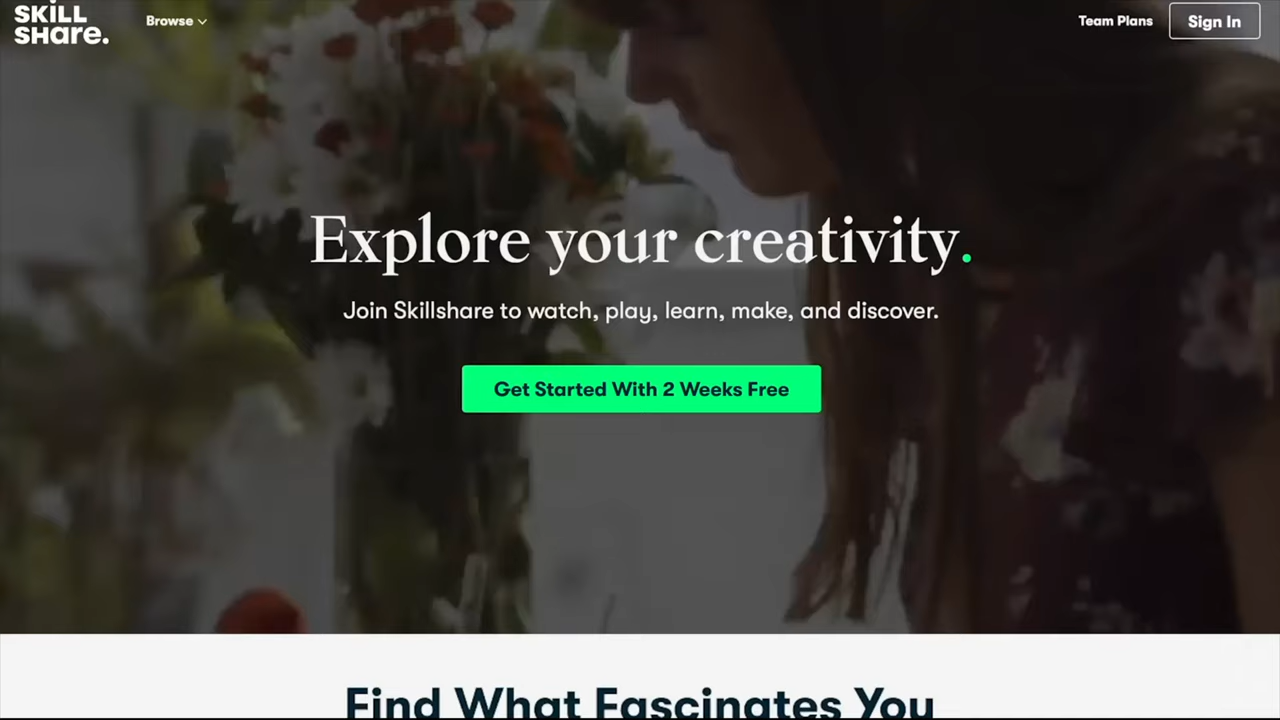 SKILL
SHare.
Browse
Team Plans
Sign In
Explore your creativity.
Join Skillshare to watch, play, learn, make, and discover.
Get Started With 2 Weeks Free
Find What Fascinates You